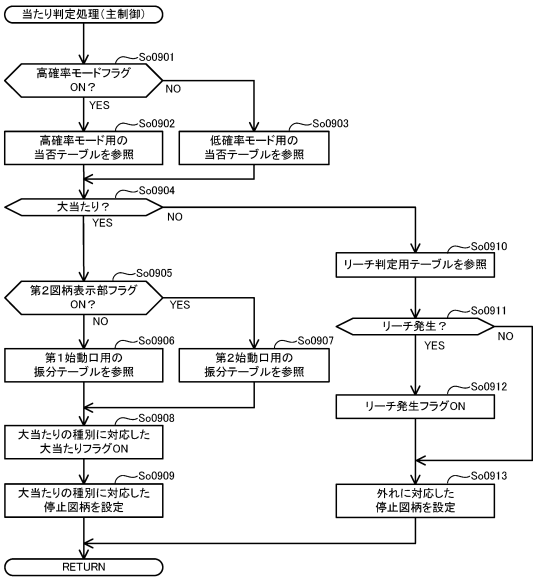 当たり判定処理(主制御)
So0901
高確率モードフラグ
ON?
NO
YES
So0902
高確率モード用の
当否テーブルを参照
So0903
低確率モード用の
当否テーブルを参照
So0904
大当たり?
NO
YES
So0910
リーチ判定用テーブルを参照
So0905
第2図柄表示部フラグ
ON?
YES
NO
So0911
リーチ発生?
NO
YES
So0906
第1始動口用の
振分テーブルを参照
So0907
第2始動口用の
振分テーブルを参照
So0912
リーチ発生フラグON
So0908
大当たりの種別に対応した
大当たりフラグON
So0909
大当たりの種別に対応した
停止図柄を設定
So0913
外れに対応した
停止図柄を設定
RETURN